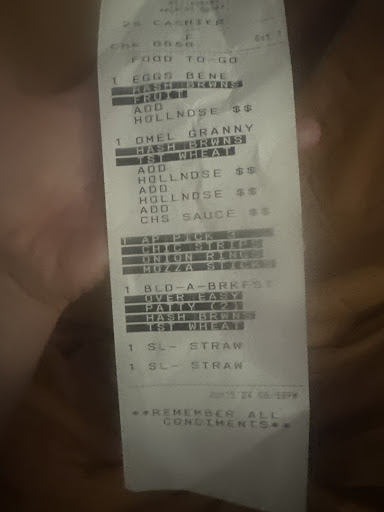 25 CASHIER
Chk 8668
FOOD TO-GO
1 EGGS BENE
HASH BRWNS
FRUIT
ADD
HOLLNDSE $$
1 OMEL GRANNY
HASH BRWNS
TST WHEAT
ADD
HOLLNDSE $$
ADD
HOLLNDSE $$
ADD
CHS SAUCE $$
1 AP PICK 3
CHIC STRIPS
ONION RINGS
MOZZA STICKS
1 BLD-A-BRKFST
OVER EASY
PATTY (2)
HASH BRWNS
TST WHEAT
1 SL- STRAW
1 SL- STRAW
**REMEMBER ALL
CONDIMENTS**